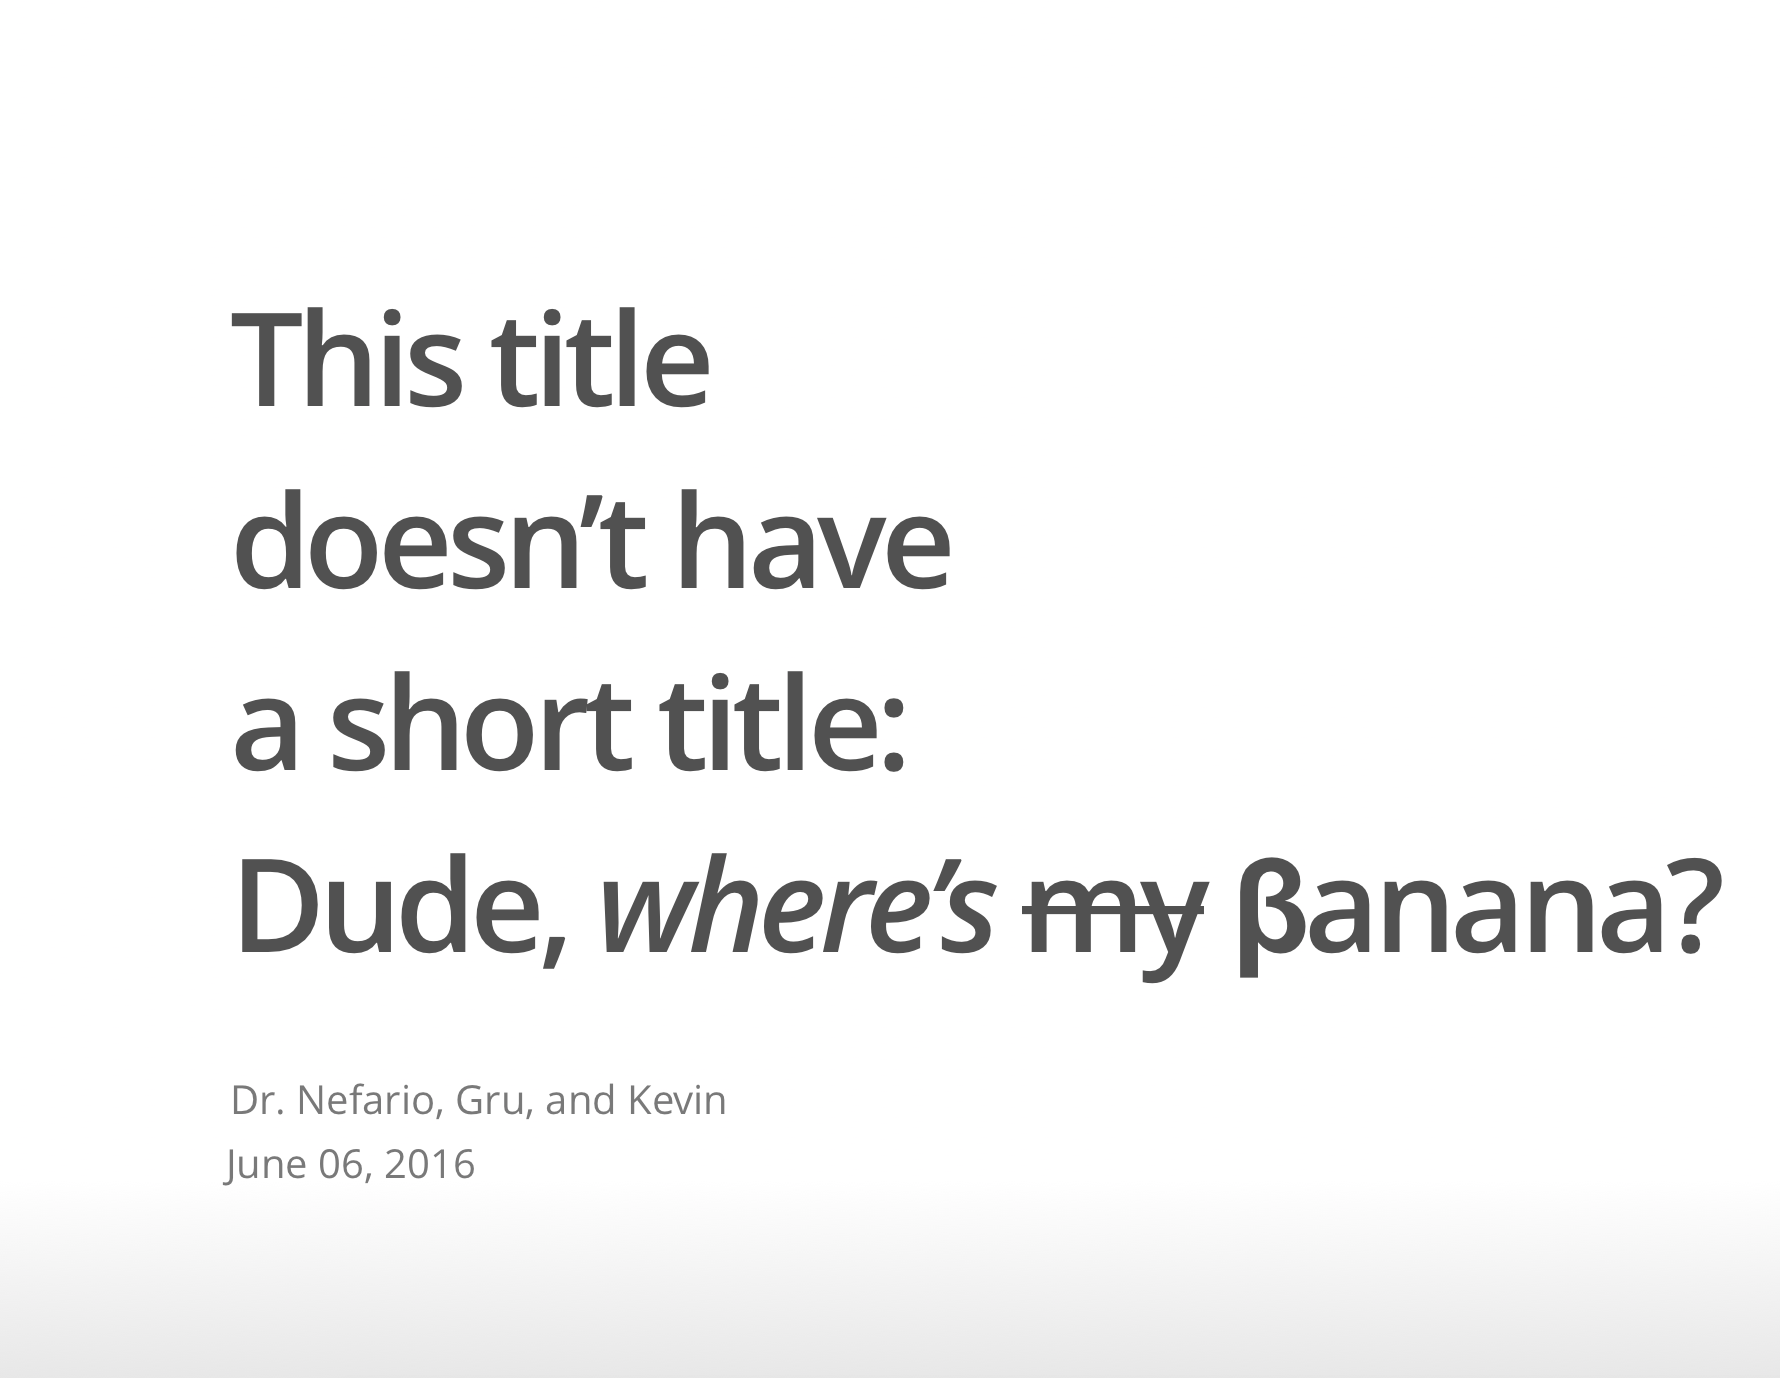 This title
doesn’t have
a short title:
Dude, where’s my βanana?
Dr. Nefario, Gru, and Kevin
June 06, 2016